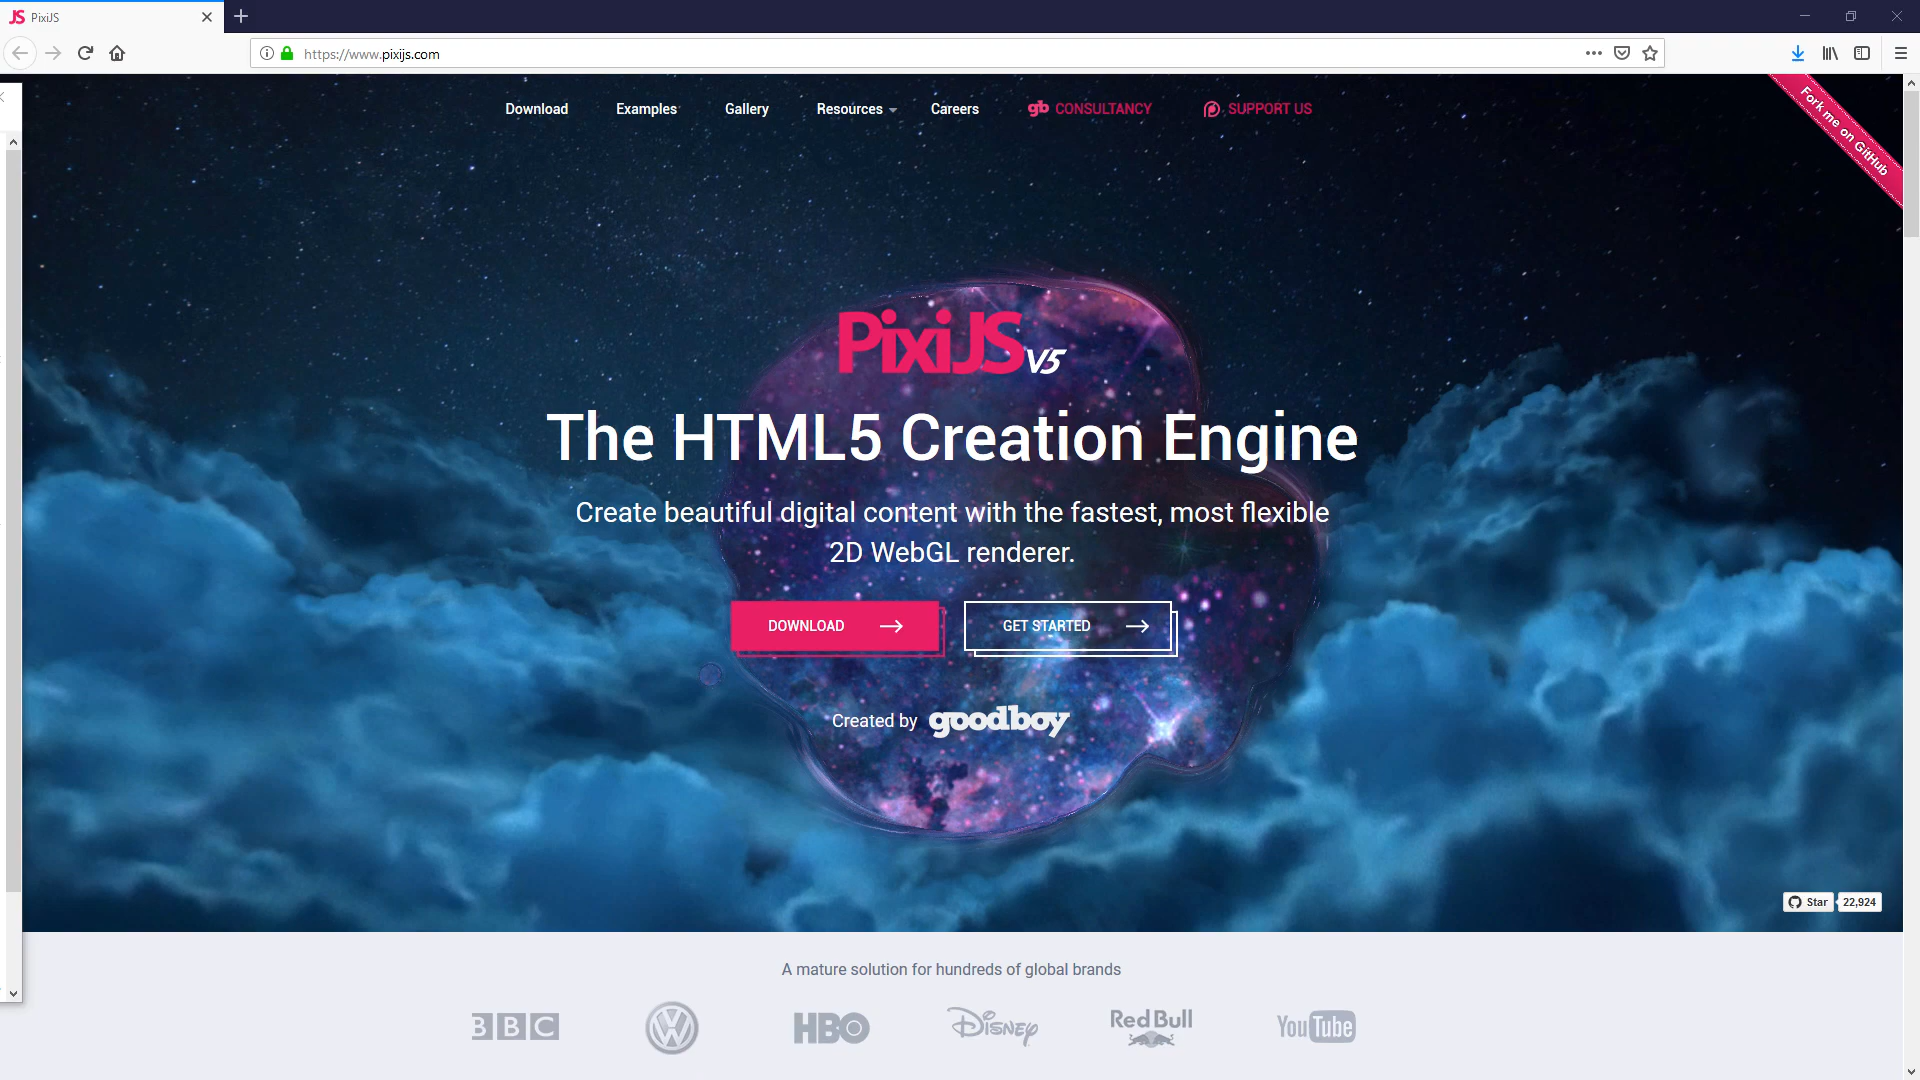 PixiJS
https://www.pixijs.com
Download
Examples
Gallery
Resources
Careers
gb CONSULTANCY
SUPPORT US
Fork me on GitHub
PixiJS v5
The HTML5 Creation Engine
Create beautiful digital content with the fastest, most flexible
2D WebGL renderer.
DOWNLOAD
GET STARTED
Created by goodboy
Star
22,924
A mature solution for hundreds of global brands
BBC
VW
HBO
Disney
Red Bull
YouTube